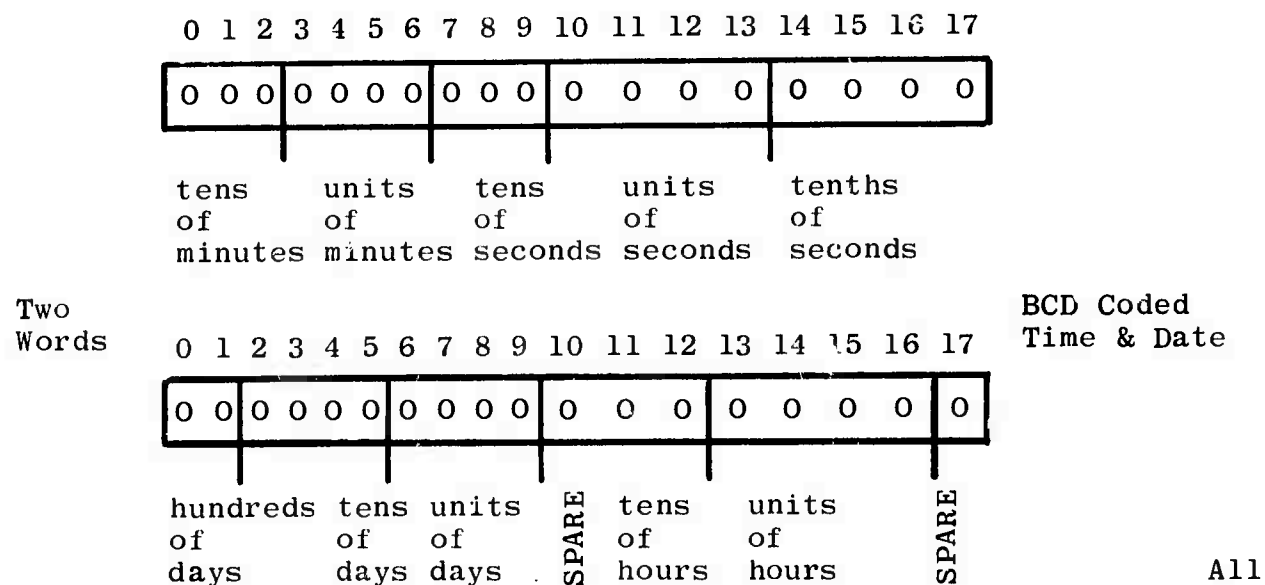 0 1 2 3 4 5 6 7 8 9 10 11 12 13 14 15 16 17
0 0 0 0 0 0 0 0 0 0 0 0 0 0 0 0 0 0
tens units tens units tenths
of of of of of
minutes minutes seconds seconds seconds
Two
Words
BCD Coded
Time & Date
0 1 2 3 4 5 6 7 8 9 10 11 12 13 14 15 16 17
0 0 0 0 0 0 0 0 0 0 0 0 0 0 0 0 0 0
hundreds tens units SPARE tens units SPARE
of of of of of
days days days hours hours
All